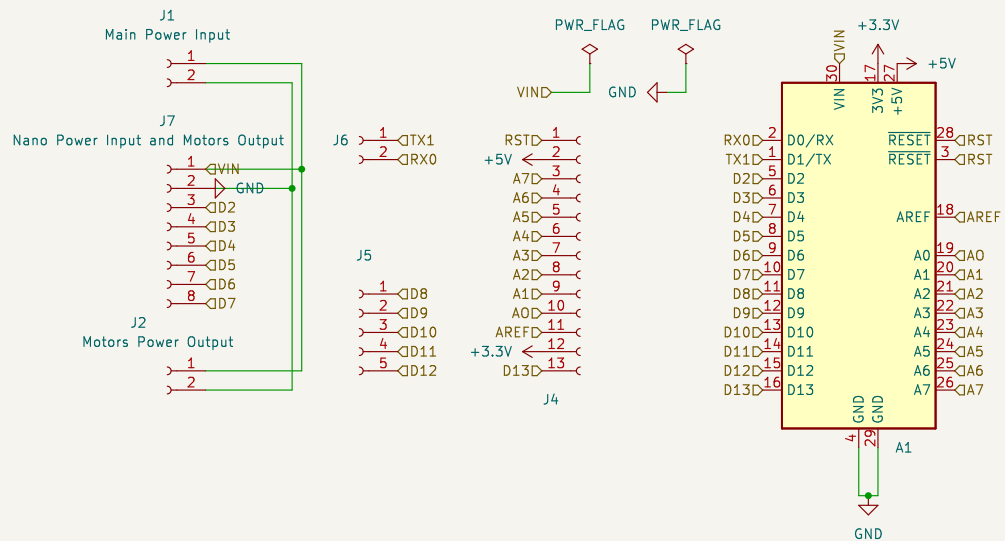 J1
Main Power Input
1
2
J7
Nano Power Input and Motors Output
1 VIN
2 GND
3 D2
4 D3
5 D4
6 D5
7 D6
8 D7
J2
Motors Power Output
1
2
J6
1 TX1
2 RX0
J5
1 D8
2 D9
3 D10
4 D11
5 D12
PWR_FLAG PWR_FLAG
VIN GND
RST 1
+5V 2
A7 3
A6 4
A5 5
A4 6
A3 7
A2 8
A1 9
A0 10
AREF 11
+3.3V 12
D13 13
J4
+3.3V
VIN
+5V
30 17 27
VIN 3V3 +5V
RX0 2 D0/RX RESET 28 RST
TX1 1 D1/TX RESET 3 RST
D2 5 D2
D3 6 D3
D4 7 D4 AREF 18 AREF
D5 8 D5
D6 9 D6 A0 19 A0
D7 10 D7 A1 20 A1
D8 11 D8 A2 21 A2
D9 12 D9 A3 22 A3
D10 13 D10 A4 23 A4
D11 14 D11 A5 24 A5
D12 15 D12 A6 25 A6
D13 16 D13 A7 26 A7
GND GND
4 29
A1
GND